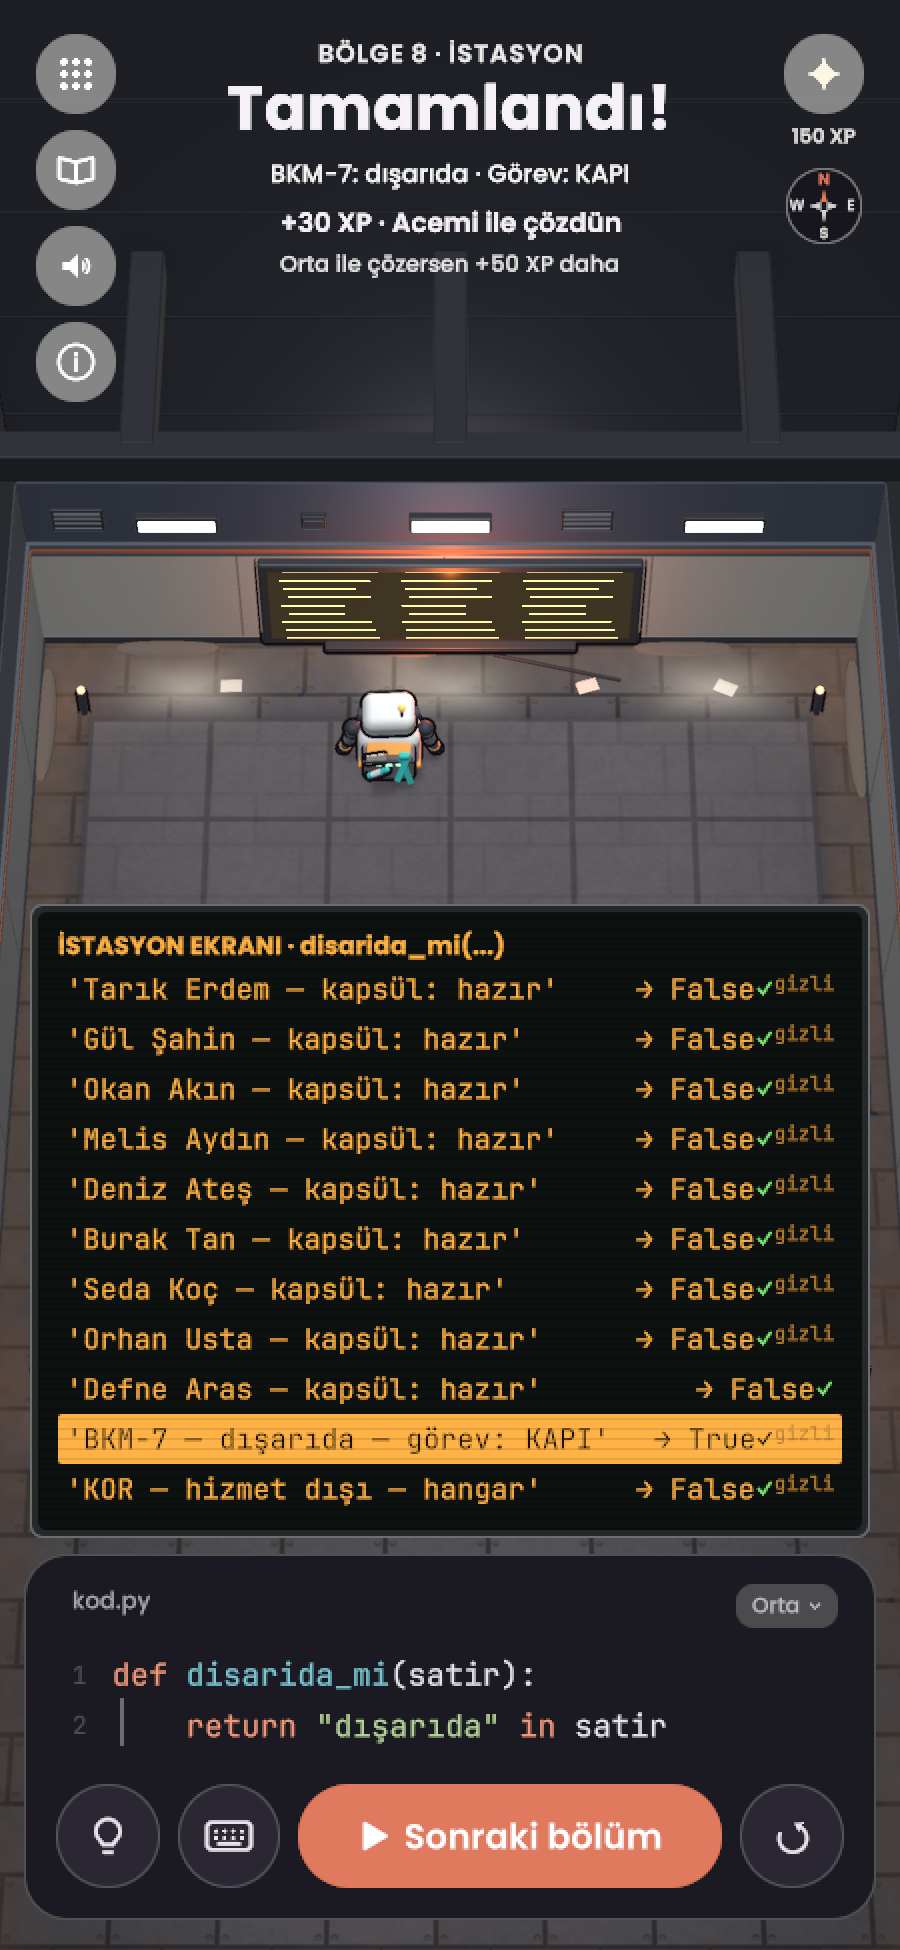 BÖLGE 8 · İSTASYON
Tamamlandı!
BKM-7: dışarıda · Görev: KAPI
+30 XP · Acemi ile çözdün
Orta ile çözersen +50 XP daha
150 XP
N
W E
S
İSTASYON EKRANI · disarida_mi(...)
'Tarık Erdem — kapsül: hazır' → False✓gizli
'Gül Şahin — kapsül: hazır' → False✓gizli
'Okan Akın — kapsül: hazır' → False✓gizli
'Melis Aydın — kapsül: hazır' → False✓gizli
'Deniz Ateş — kapsül: hazır' → False✓gizli
'Burak Tan — kapsül: hazır' → False✓gizli
'Seda Koç — kapsül: hazır' → False✓gizli
'Orhan Usta — kapsül: hazır' → False✓gizli
'Defne Aras — kapsül: hazır' → False✓
'BKM-7 — dışarıda — görev: KAPI' → True✓gizli
'KOR — hizmet dışı — hangar' → False✓gizli
kod.py
Orta
1 def disarida_mi(satir):
2 return "dışarıda" in satir
Sonraki bölüm